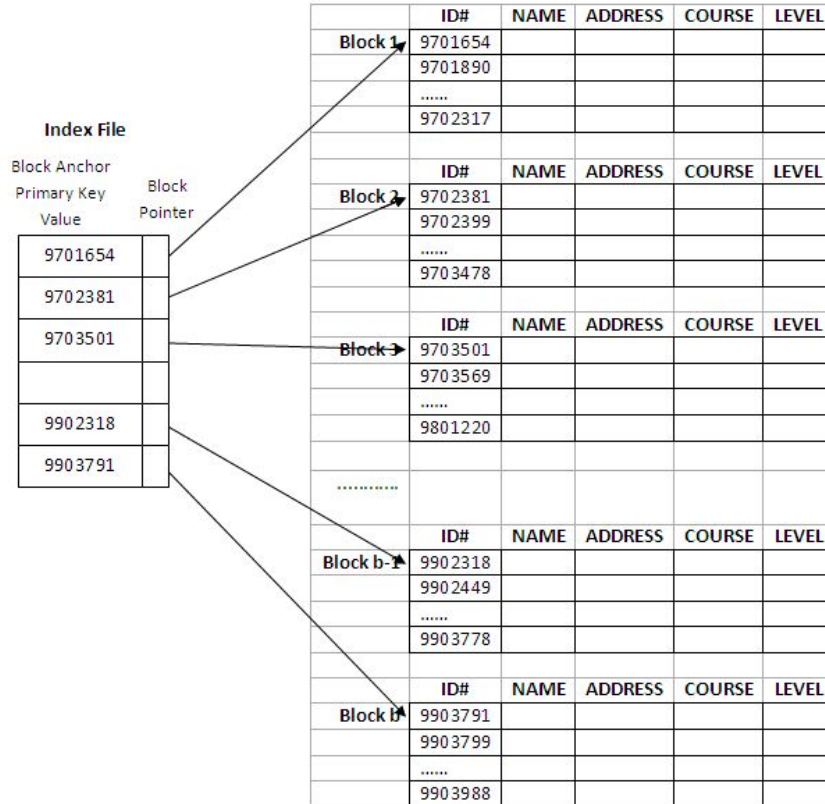 Index File
Block Anchor
Primary Key
Value
Block
Pointer
9701654
9702381
9703501
9902318
9903791
ID# NAME ADDRESS COURSE LEVEL
Block 1 9701654
9701890
......
9702317
ID# NAME ADDRESS COURSE LEVEL
Block 2 9702381
9702399
......
9703478
ID# NAME ADDRESS COURSE LEVEL
Block 3 9703501
9703569
......
9801220
............
ID# NAME ADDRESS COURSE LEVEL
Block b-1 9902318
9902449
......
9903778
ID# NAME ADDRESS COURSE LEVEL
Block b 9903791
9903799
......
9903988